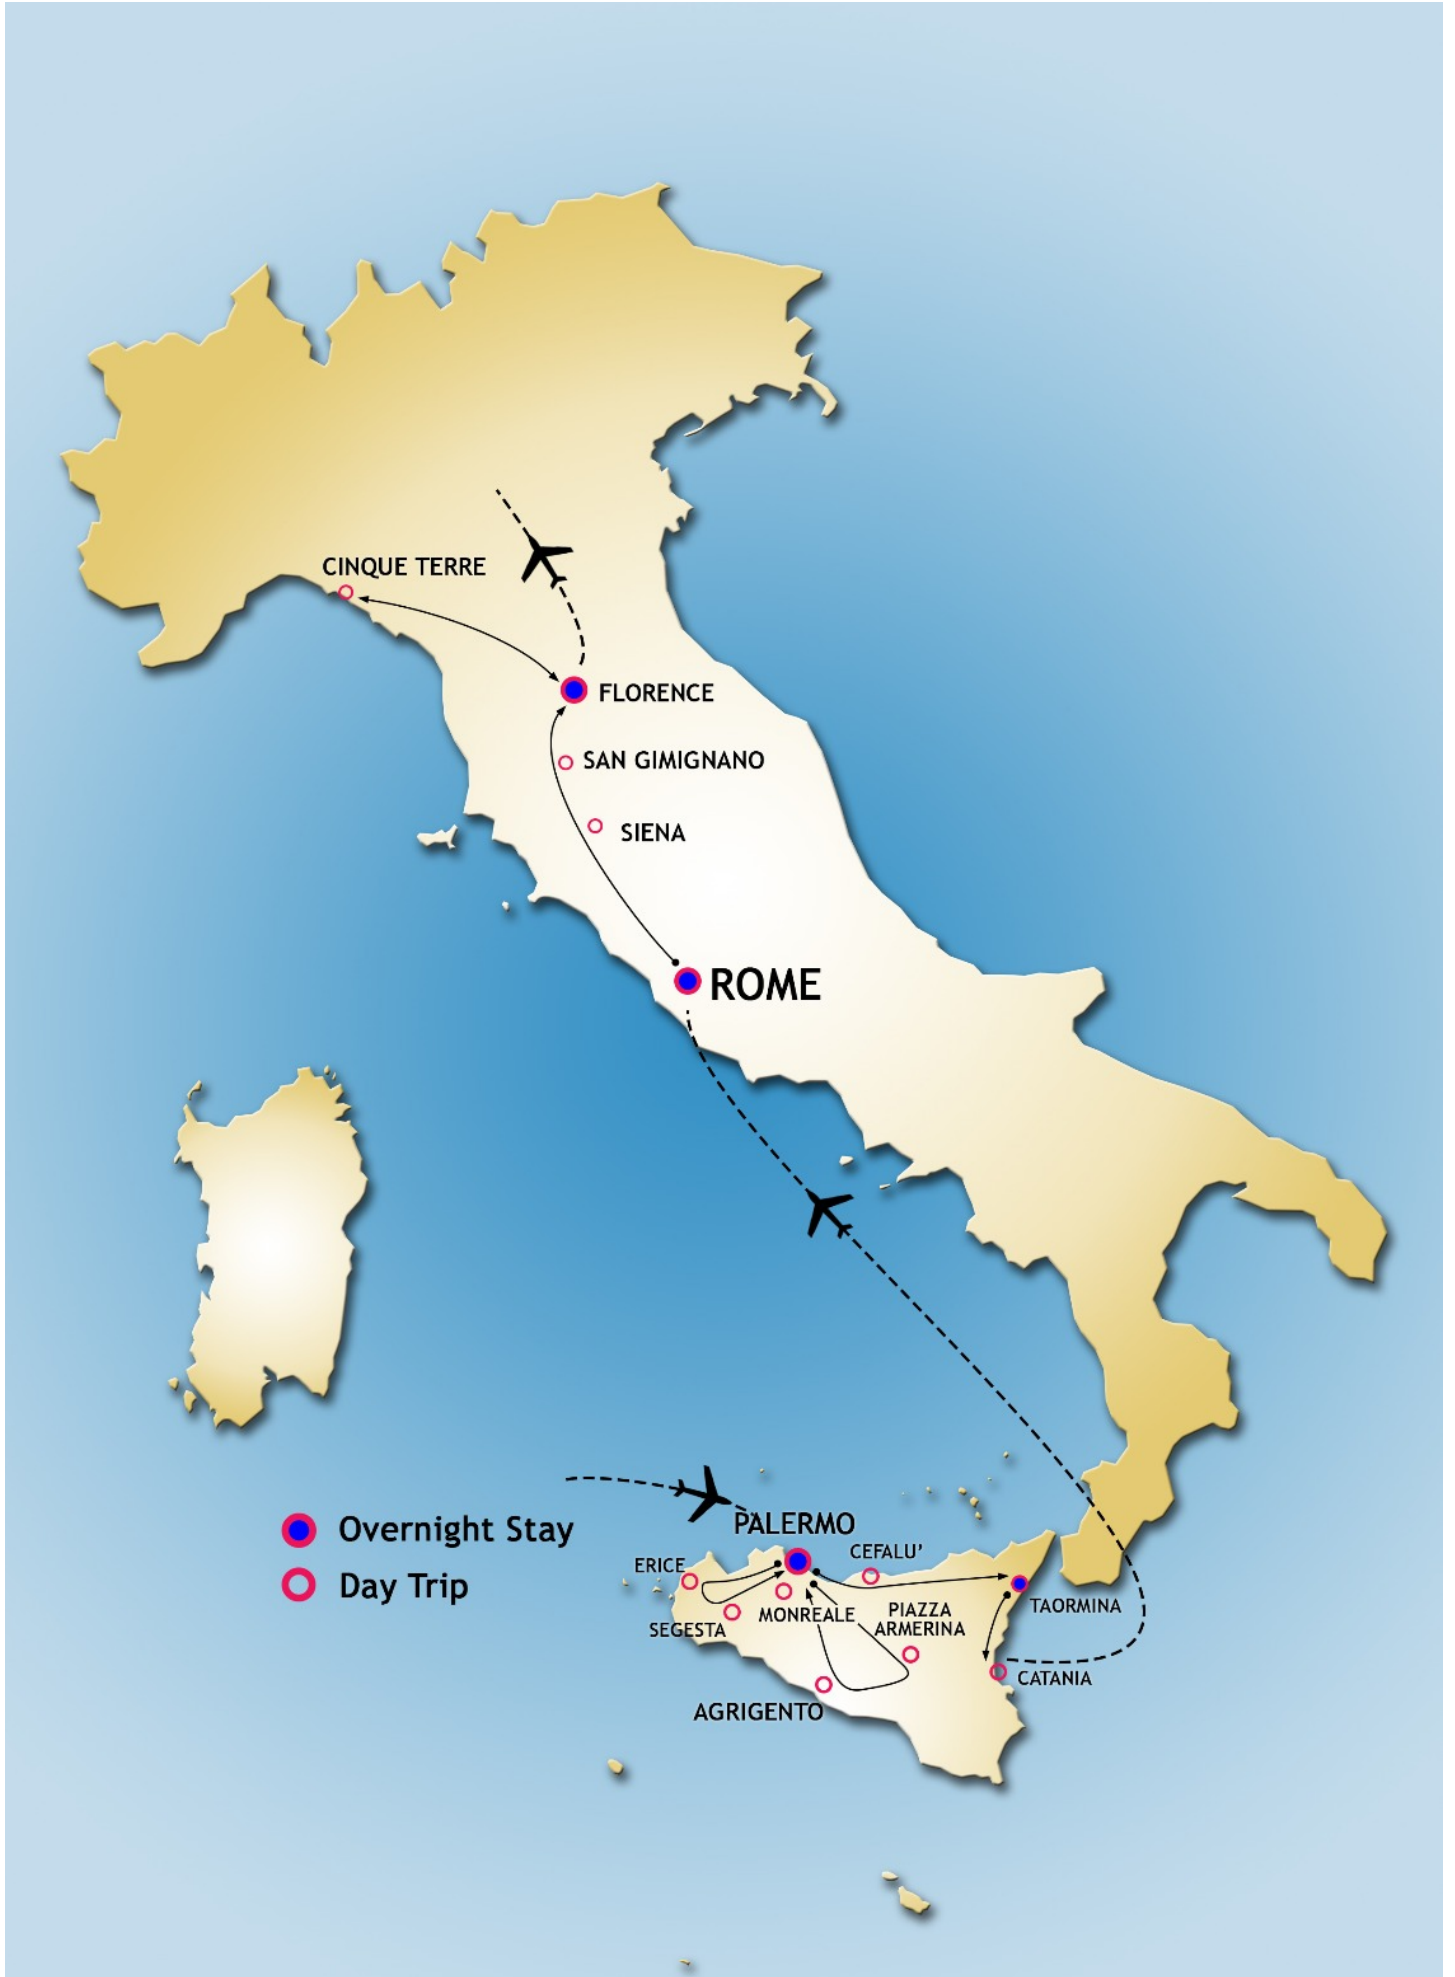 CINQUE TERRE
FLORENCE
SAN GIMIGNANO
SIENA
ROME
Overnight Stay
Day Trip
PALERMO
ERICE
CEFALU’
SEGESTA
MONREALE
PIAZZA
ARMERINA
TAORMINA
CATANIA
AGRIGENTO